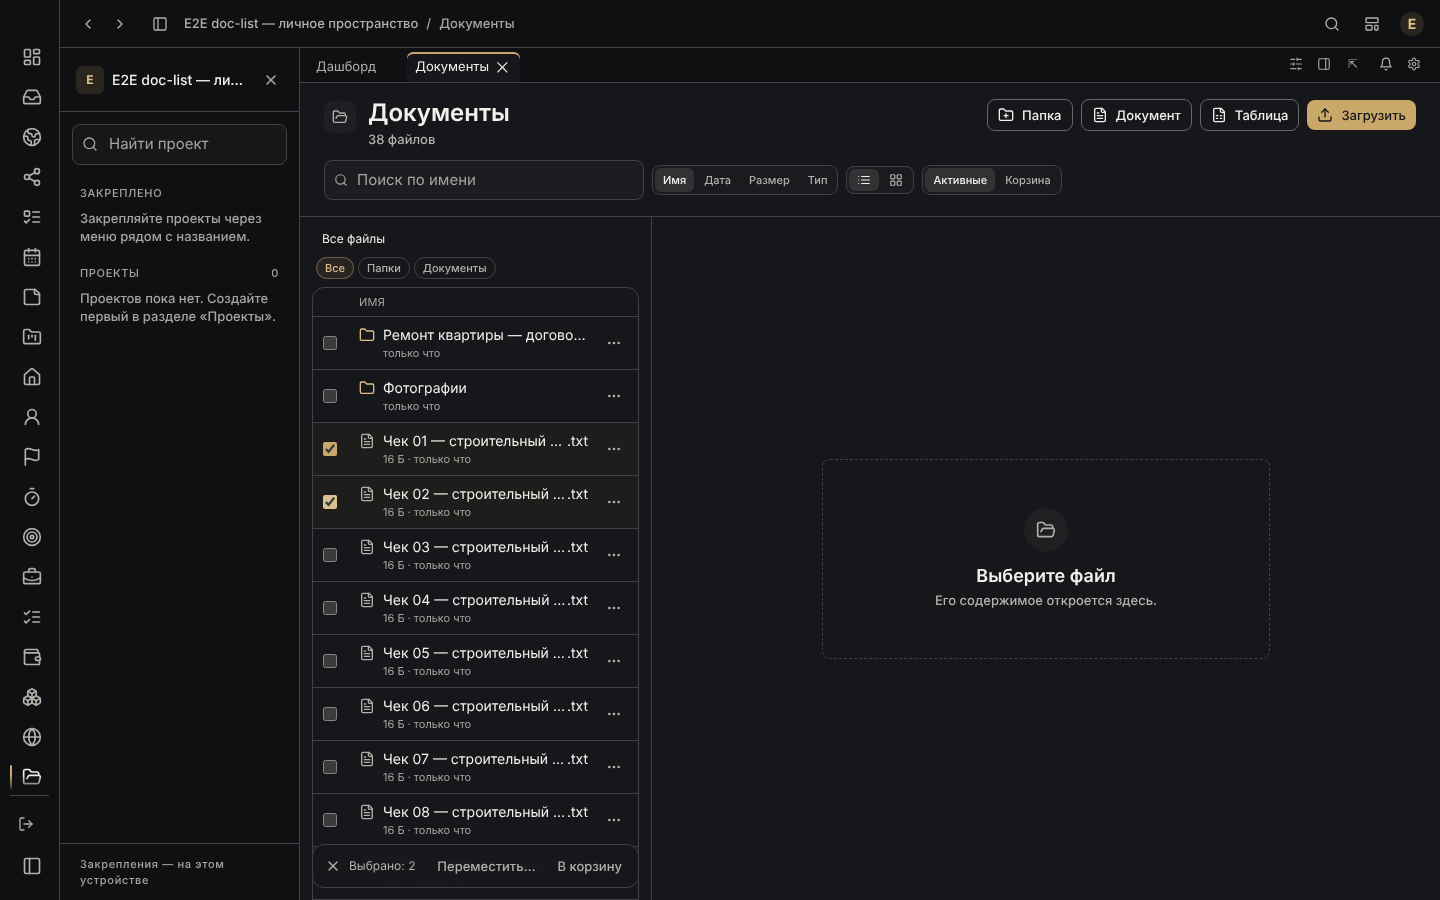 E2E doc-list — личное пространство / Документы
E
E
E2E doc-list — ли...
Найти проект
ЗАКРЕПЛЕНО
Закрепляйте проекты через
меню рядом с названием.
ПРОЕКТЫ 0
Проектов пока нет. Создайте
первый в разделе «Проекты».
Закрепления — на этом
устройстве
Дашборд Документы
Документы
38 файлов
Папка Документ Таблица Загрузить
Поиск по имени
Имя Дата Размер Тип
Активные Корзина
Все файлы
Все Папки Документы
ИМЯ
Ремонт квартиры — догово...
только что
Фотографии
только что
Чек 01 — строительный ... .txt
16 Б · только что
Чек 02 — строительный ... .txt
16 Б · только что
Чек 03 — строительный ... .txt
16 Б · только что
Чек 04 — строительный ... .txt
16 Б · только что
Чек 05 — строительный ... .txt
16 Б · только что
Чек 06 — строительный ... .txt
16 Б · только что
Чек 07 — строительный ... .txt
16 Б · только что
Чек 08 — строительный ... .txt
16 Б · только что
Выбрано: 2 Переместить... В корзину
Выберите файл
Его содержимое откроется здесь.